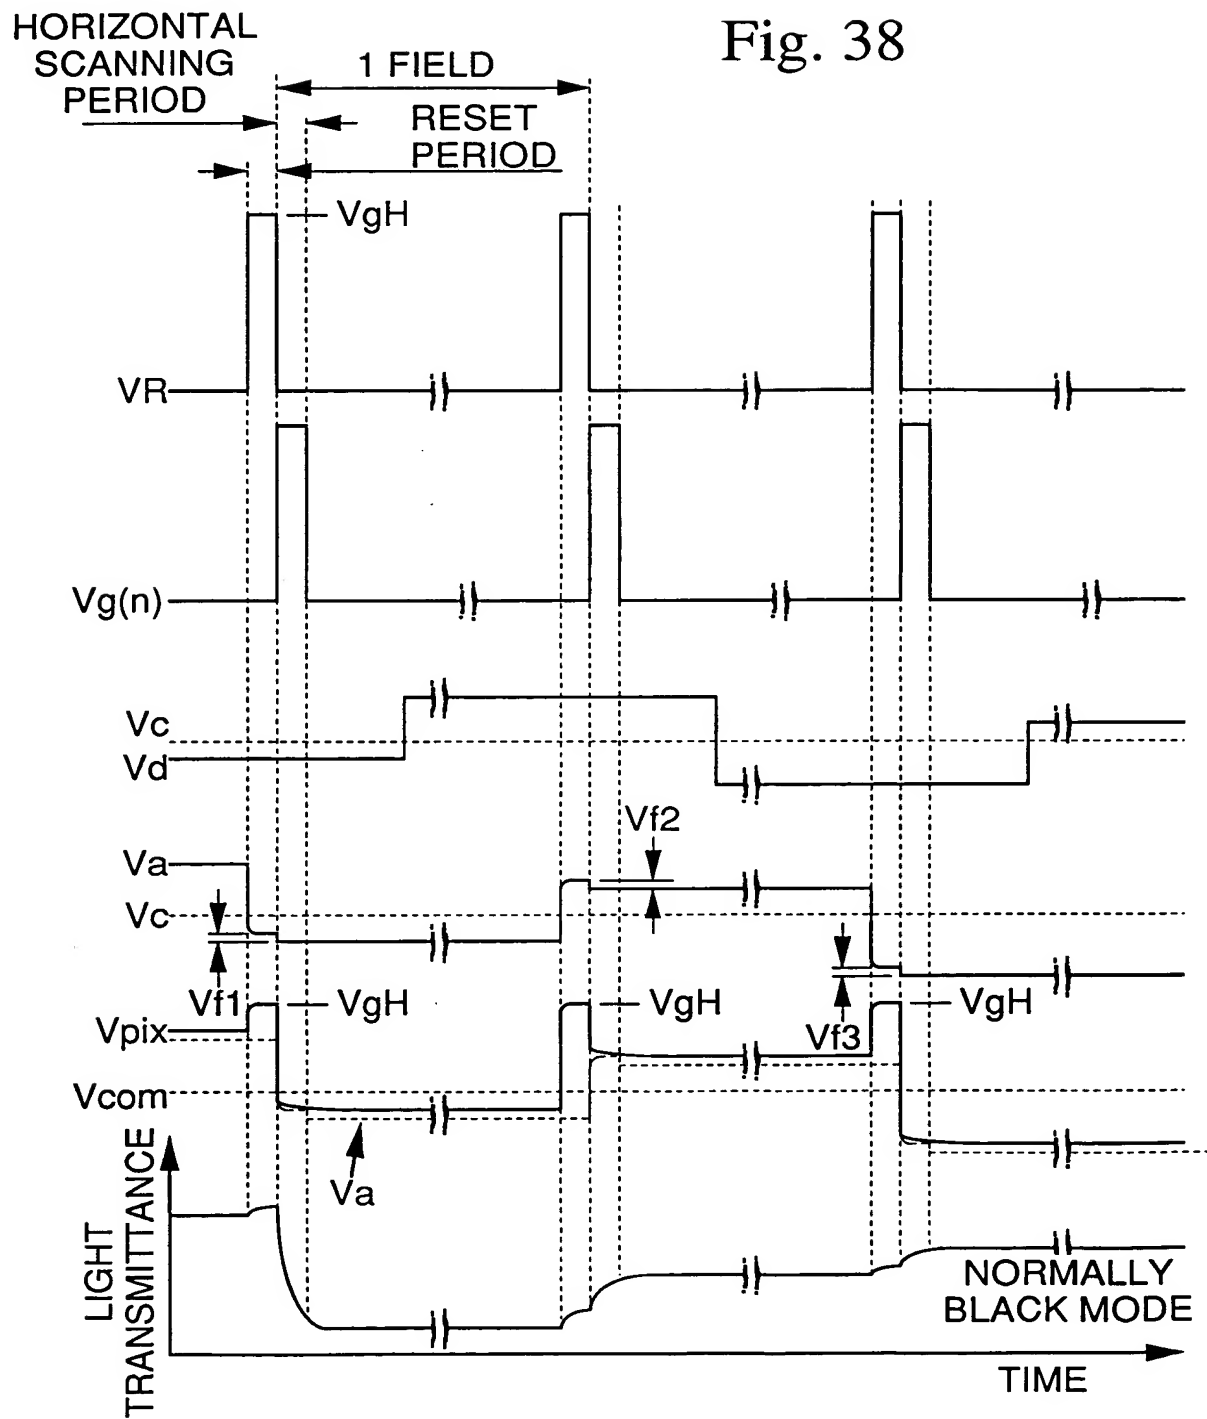 Fig. 38
HORIZONTAL
SCANNING
PERIOD
1 FIELD
RESET
PERIOD
VgH
VR
Vg(n)
Vc
Vd
Vf2
Va
Vc
Vf1
VgH
VgH
VgH
Vpix
Vf3
Vcom
Va
LIGHT
TRANSMITTANCE
NORMALLY
BLACK MODE
TIME